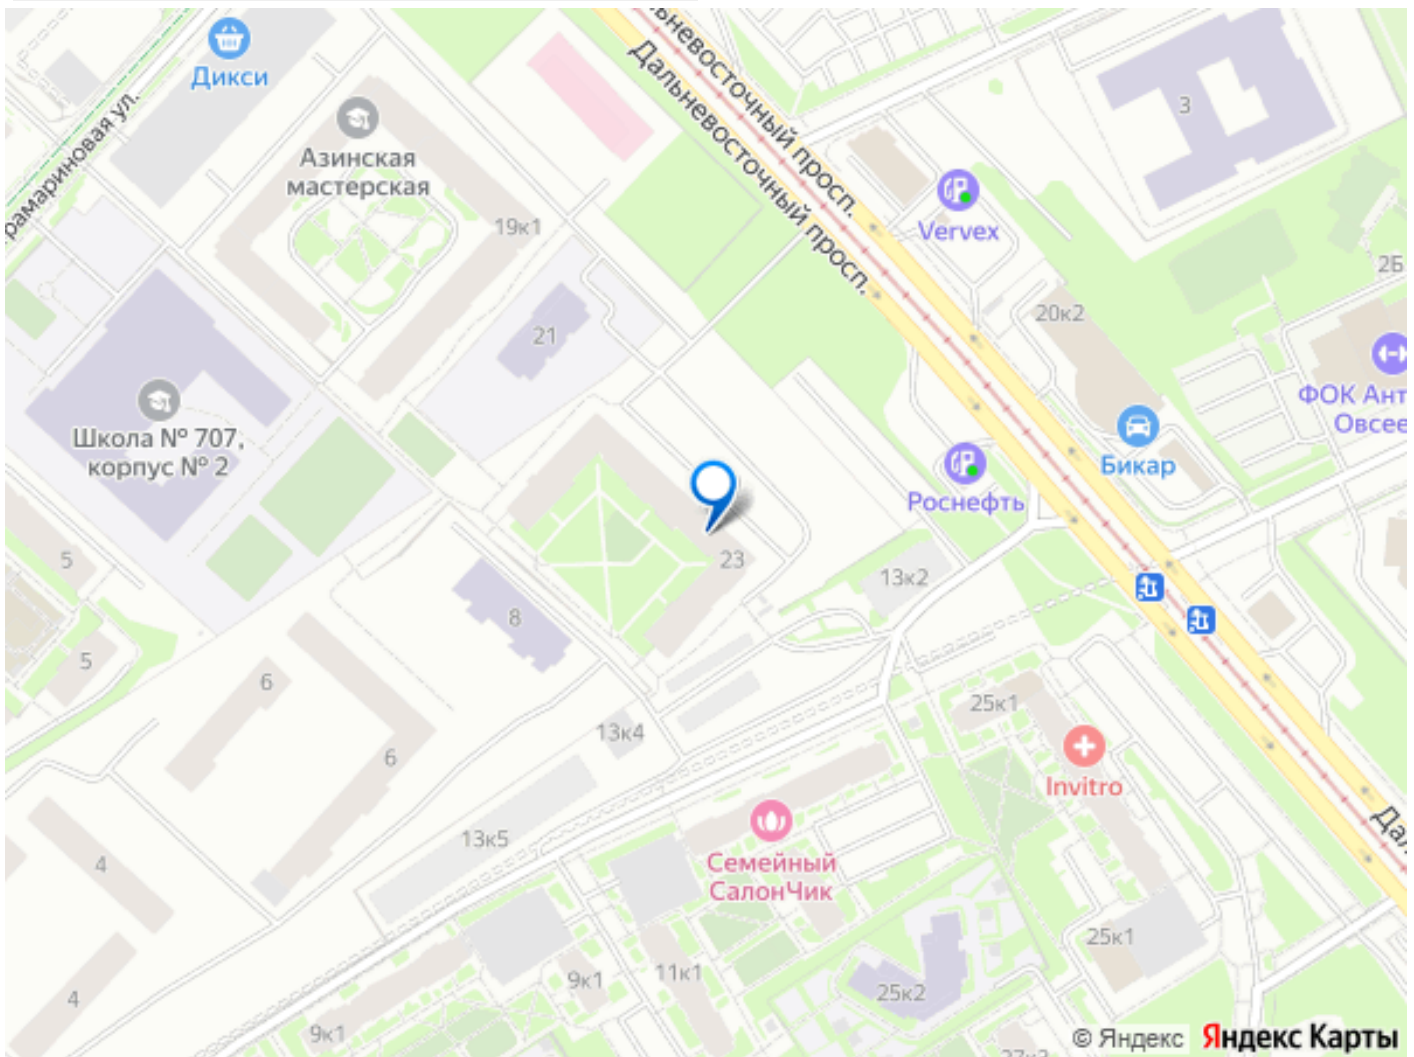 Дикси
рамариновая ул.
Азинская
мастерская
19к1
ьневосточный просп.
Дальневосточный просп.
3
Vervex
2Б
20к2
21
ФОК Ант
Овсее
Школа № 707,
корпус № 2
Бикар
Роснефть
5
23
13к2
8
5
6
25к1
13к4
6
Invitro
Дал
13к5
4
Семейный
СалонЧик
25к1
4
9к1
11к1
25к2
9к1
© Яндекс
Яндекс Карты